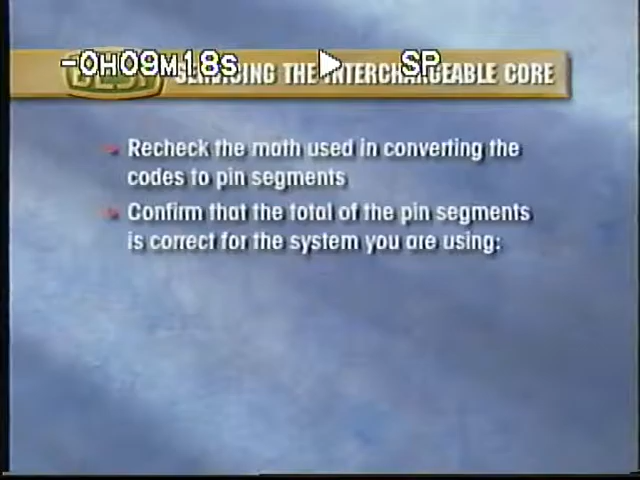 -0H09M18S SP
BEST SERVICING THE INTERCHANGEABLE CORE
Recheck the math used in converting the
codes to pin segments
Confirm that the total of the pin segments
is correct for the system you are using: